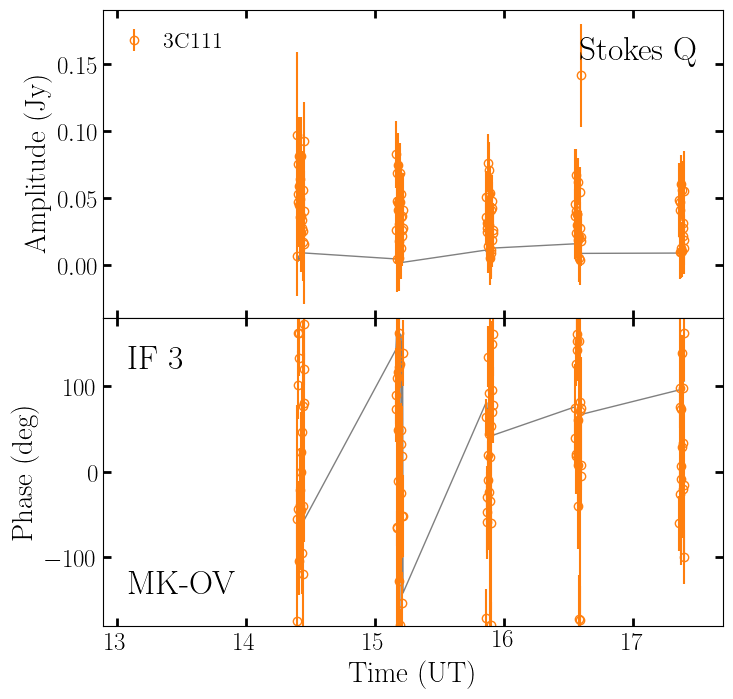 3C111
Stokes Q
Amplitude (Jy)
0.15
0.10
0.05
0.00
IF 3
MK-OV
Phase (deg)
100
0
−100
13 14 15 16 17
Time (UT)